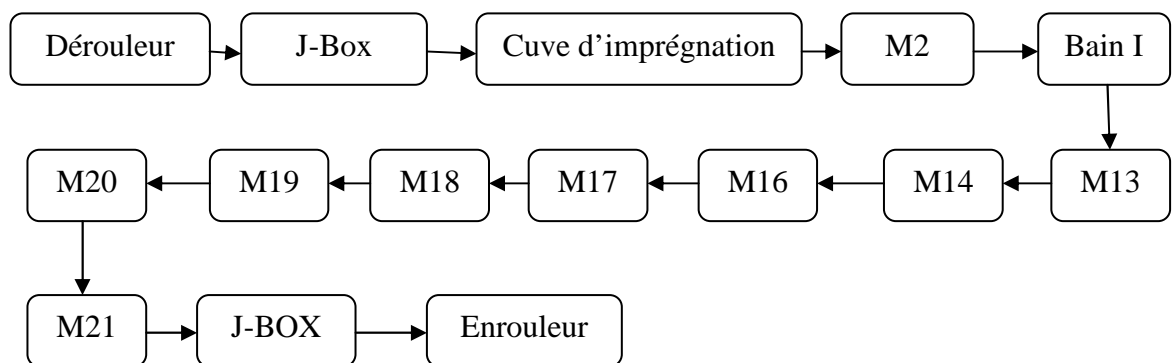 Dérouleur J-Box Cuve d'imprégnation M2 Bain I
M20 M19 M18 M17 M16 M14 M13
M21 J-BOX Enrouleur